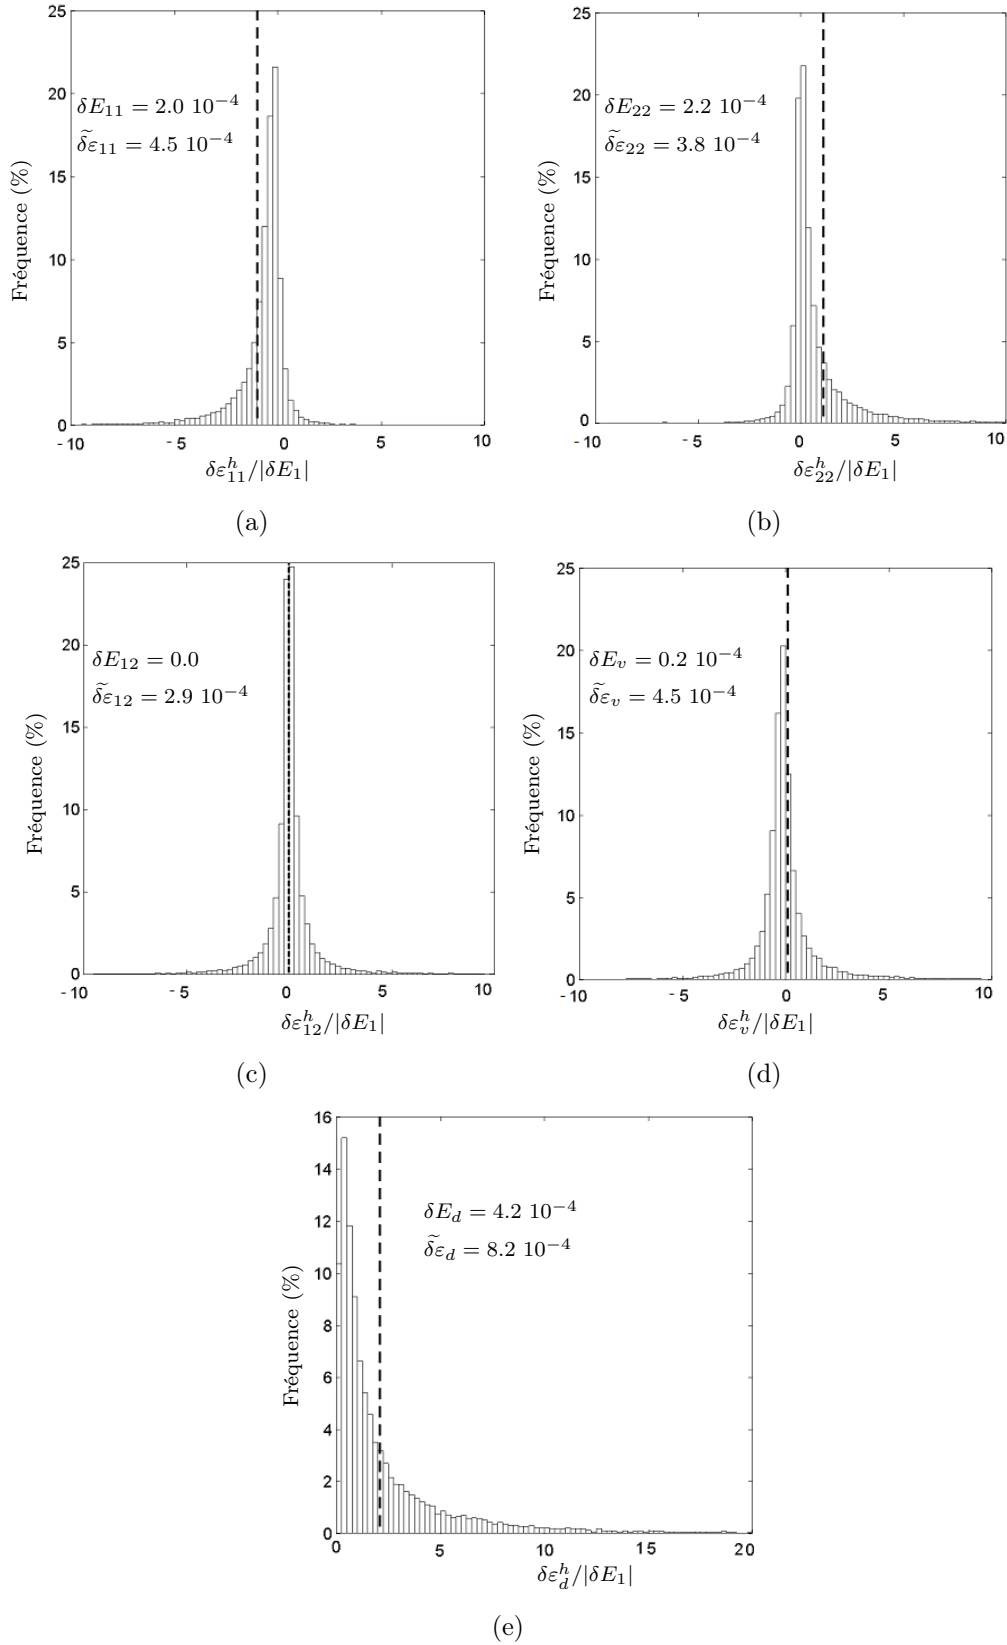 25
20
15
10
5
0
Fréquence (%)
δE₁₁ = 2.0 10⁻⁴
δ̃ε₁₁ = 4.5 10⁻⁴
-10 -5 0 5 10
δεʰ₁₁/|δE₁|
(a)
25
20
15
10
5
0
Fréquence (%)
δE₂₂ = 2.2 10⁻⁴
δ̃ε₂₂ = 3.8 10⁻⁴
-10 -5 0 5 10
δεʰ₂₂/|δE₁|
(b)
25
20
15
10
5
0
Fréquence (%)
δE₁₂ = 0.0
δ̃ε₁₂ = 2.9 10⁻⁴
-10 -5 0 5 10
δεʰ₁₂/|δE₁|
(c)
25
20
15
10
5
0
Fréquence (%)
δEᵥ = 0.2 10⁻⁴
δ̃εᵥ = 4.5 10⁻⁴
-10 -5 0 5 10
δεʰᵥ/|δE₁|
(d)
16
14
12
10
8
6
4
2
0
Fréquence (%)
δE_d = 4.2 10⁻⁴
δ̃ε_d = 8.2 10⁻⁴
0 5 10 15 20
δεʰ_d/|δE₁|
(e)